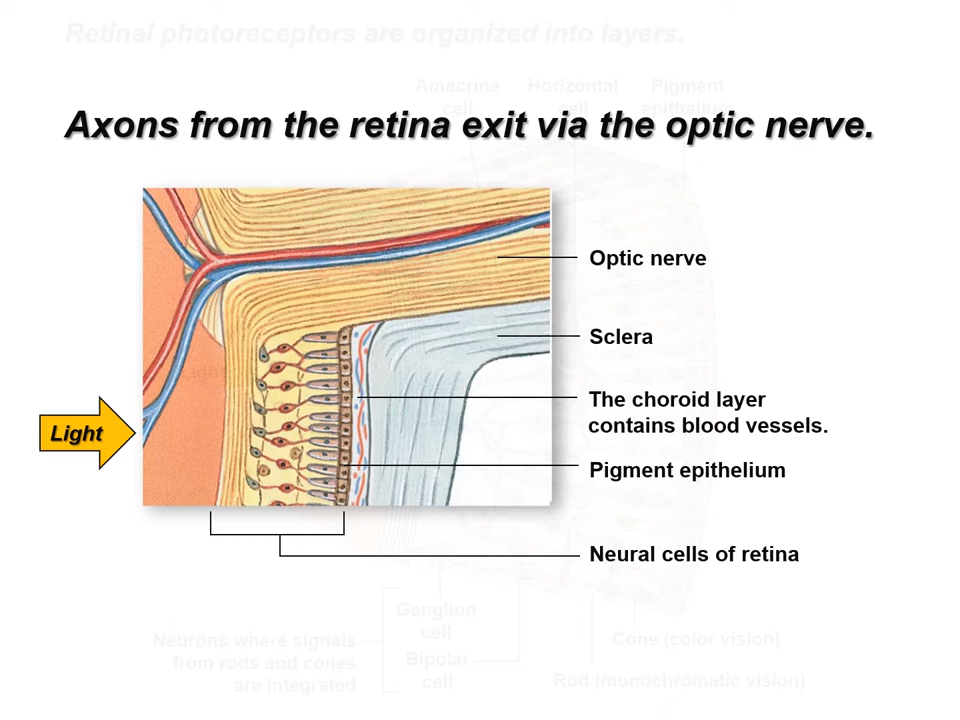 Retinal photoreceptors are organized into layers.
Amacrine
cell
Horizontal
cell
Pigment
epithelium
Axons from the retina exit via the optic nerve.
Optic nerve
Sclera
Light
The choroid layer
contains blood vessels.
Light
Pigment epithelium
Neural cells of retina
Neurons where signals
from rods and cones
are integrated
Ganglion
cell
Bipolar
cell
Cone (color vision)
Rod (monochromatic vision)